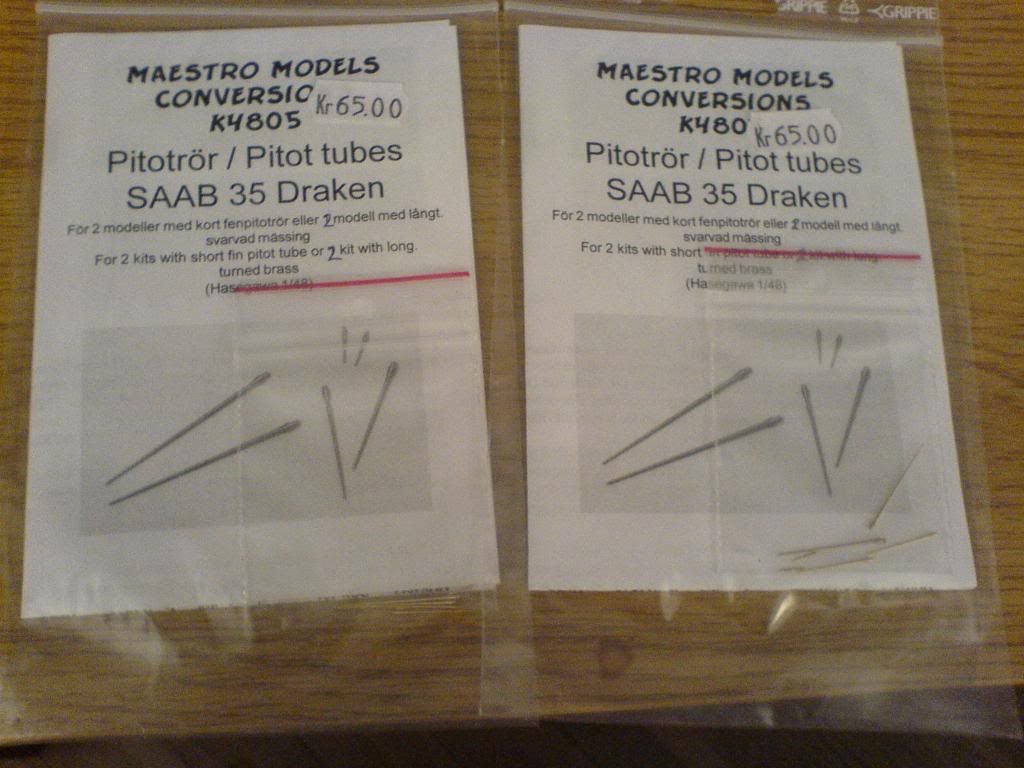 MAESTRO MODELS
CONVERSIO
Kr65.00
K4805
Pitotrör / Pitot tubes
SAAB 35 Draken
För 2 modeller med kort fenpitotrör eller 2 modell med långt.
svarvad mässing
For 2 kits with short fin pitot tube or 2 kit with long.
turned brass
(Hasegawa 1/48)
GRIPPIE GRIPPIE
MAESTRO MODELS
CONVERSIONS
K480
Kr65.00
Pitotrör / Pitot tubes
SAAB 35 Draken
För 2 modeller med kort fenpitotrör eller 2 modell med långt.
svarvad mässing
For 2 kits with short fin pitot tube or 2 kit with long.
turned brass
(Hasegawa 1/48)